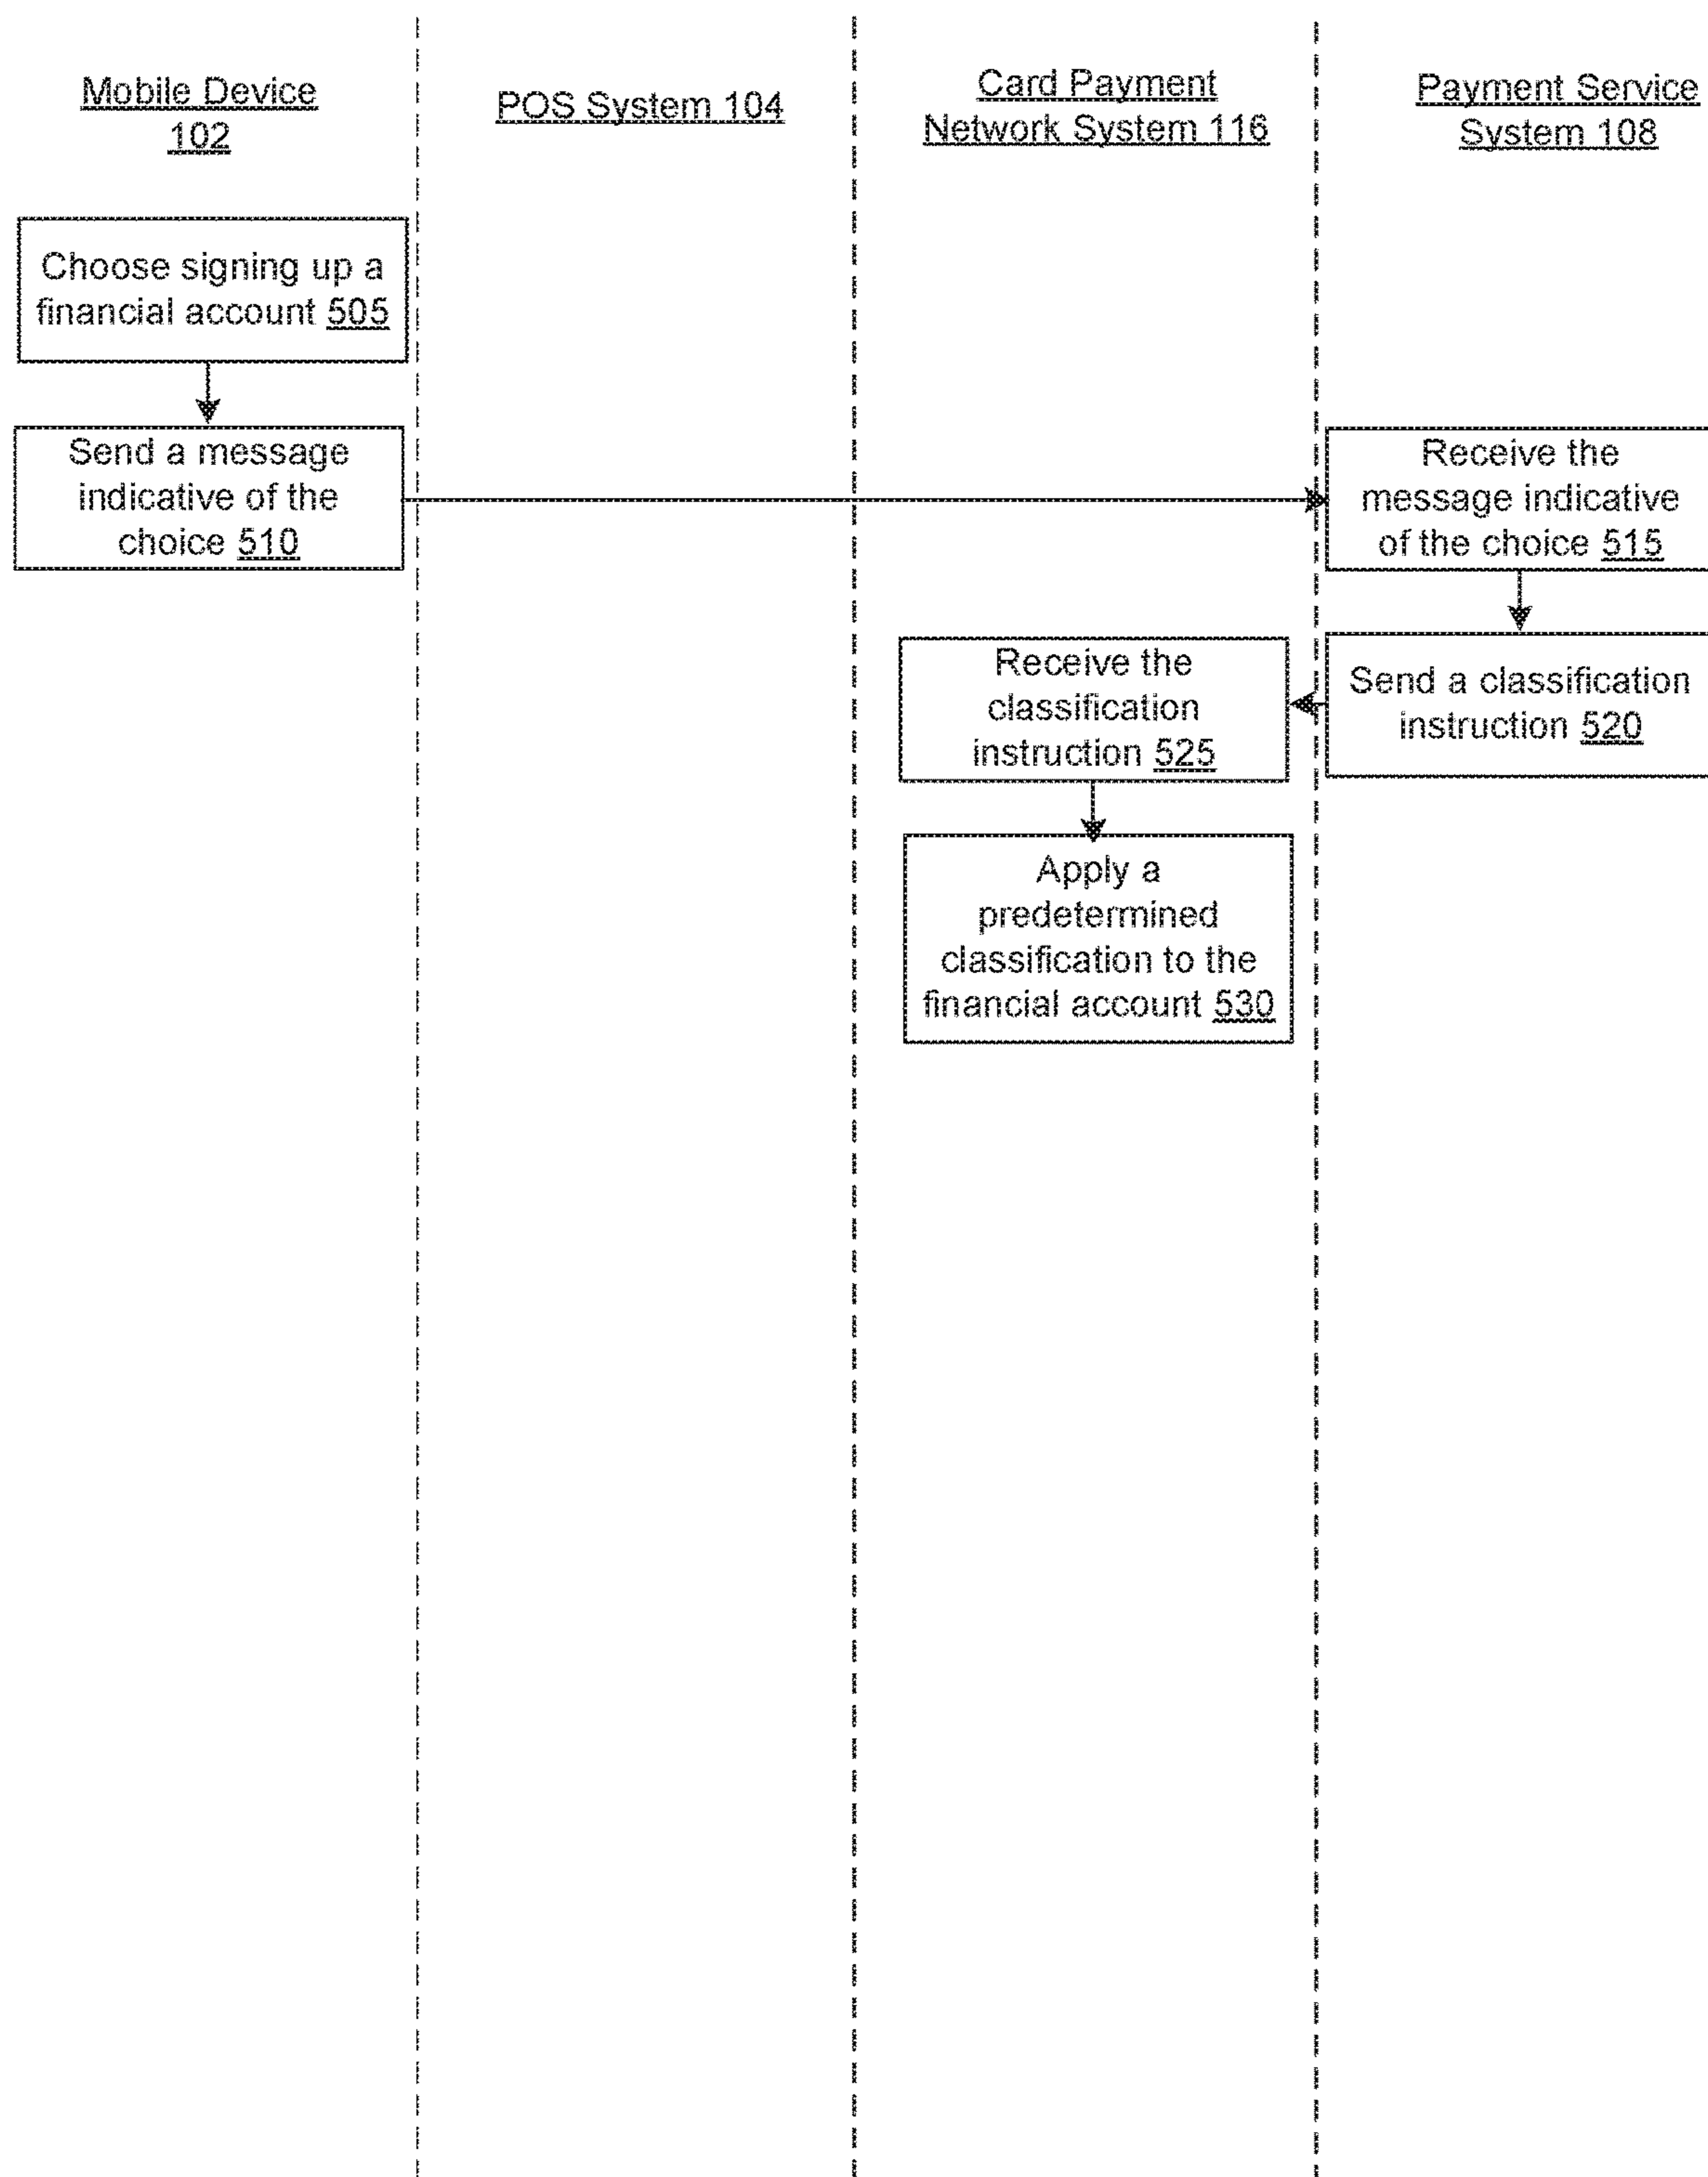 Mobile Device
102
POS System 104
Card Payment
Network System 116
Payment Service
System 108
Choose signing up a
financial account 505
Send a message
indicative of the
choice 510
Receive the
message indicative
of the choice 515
Send a classification
instruction 520
Receive the
classification
instruction 525
Apply a
predetermined
classification to the
financial account 530